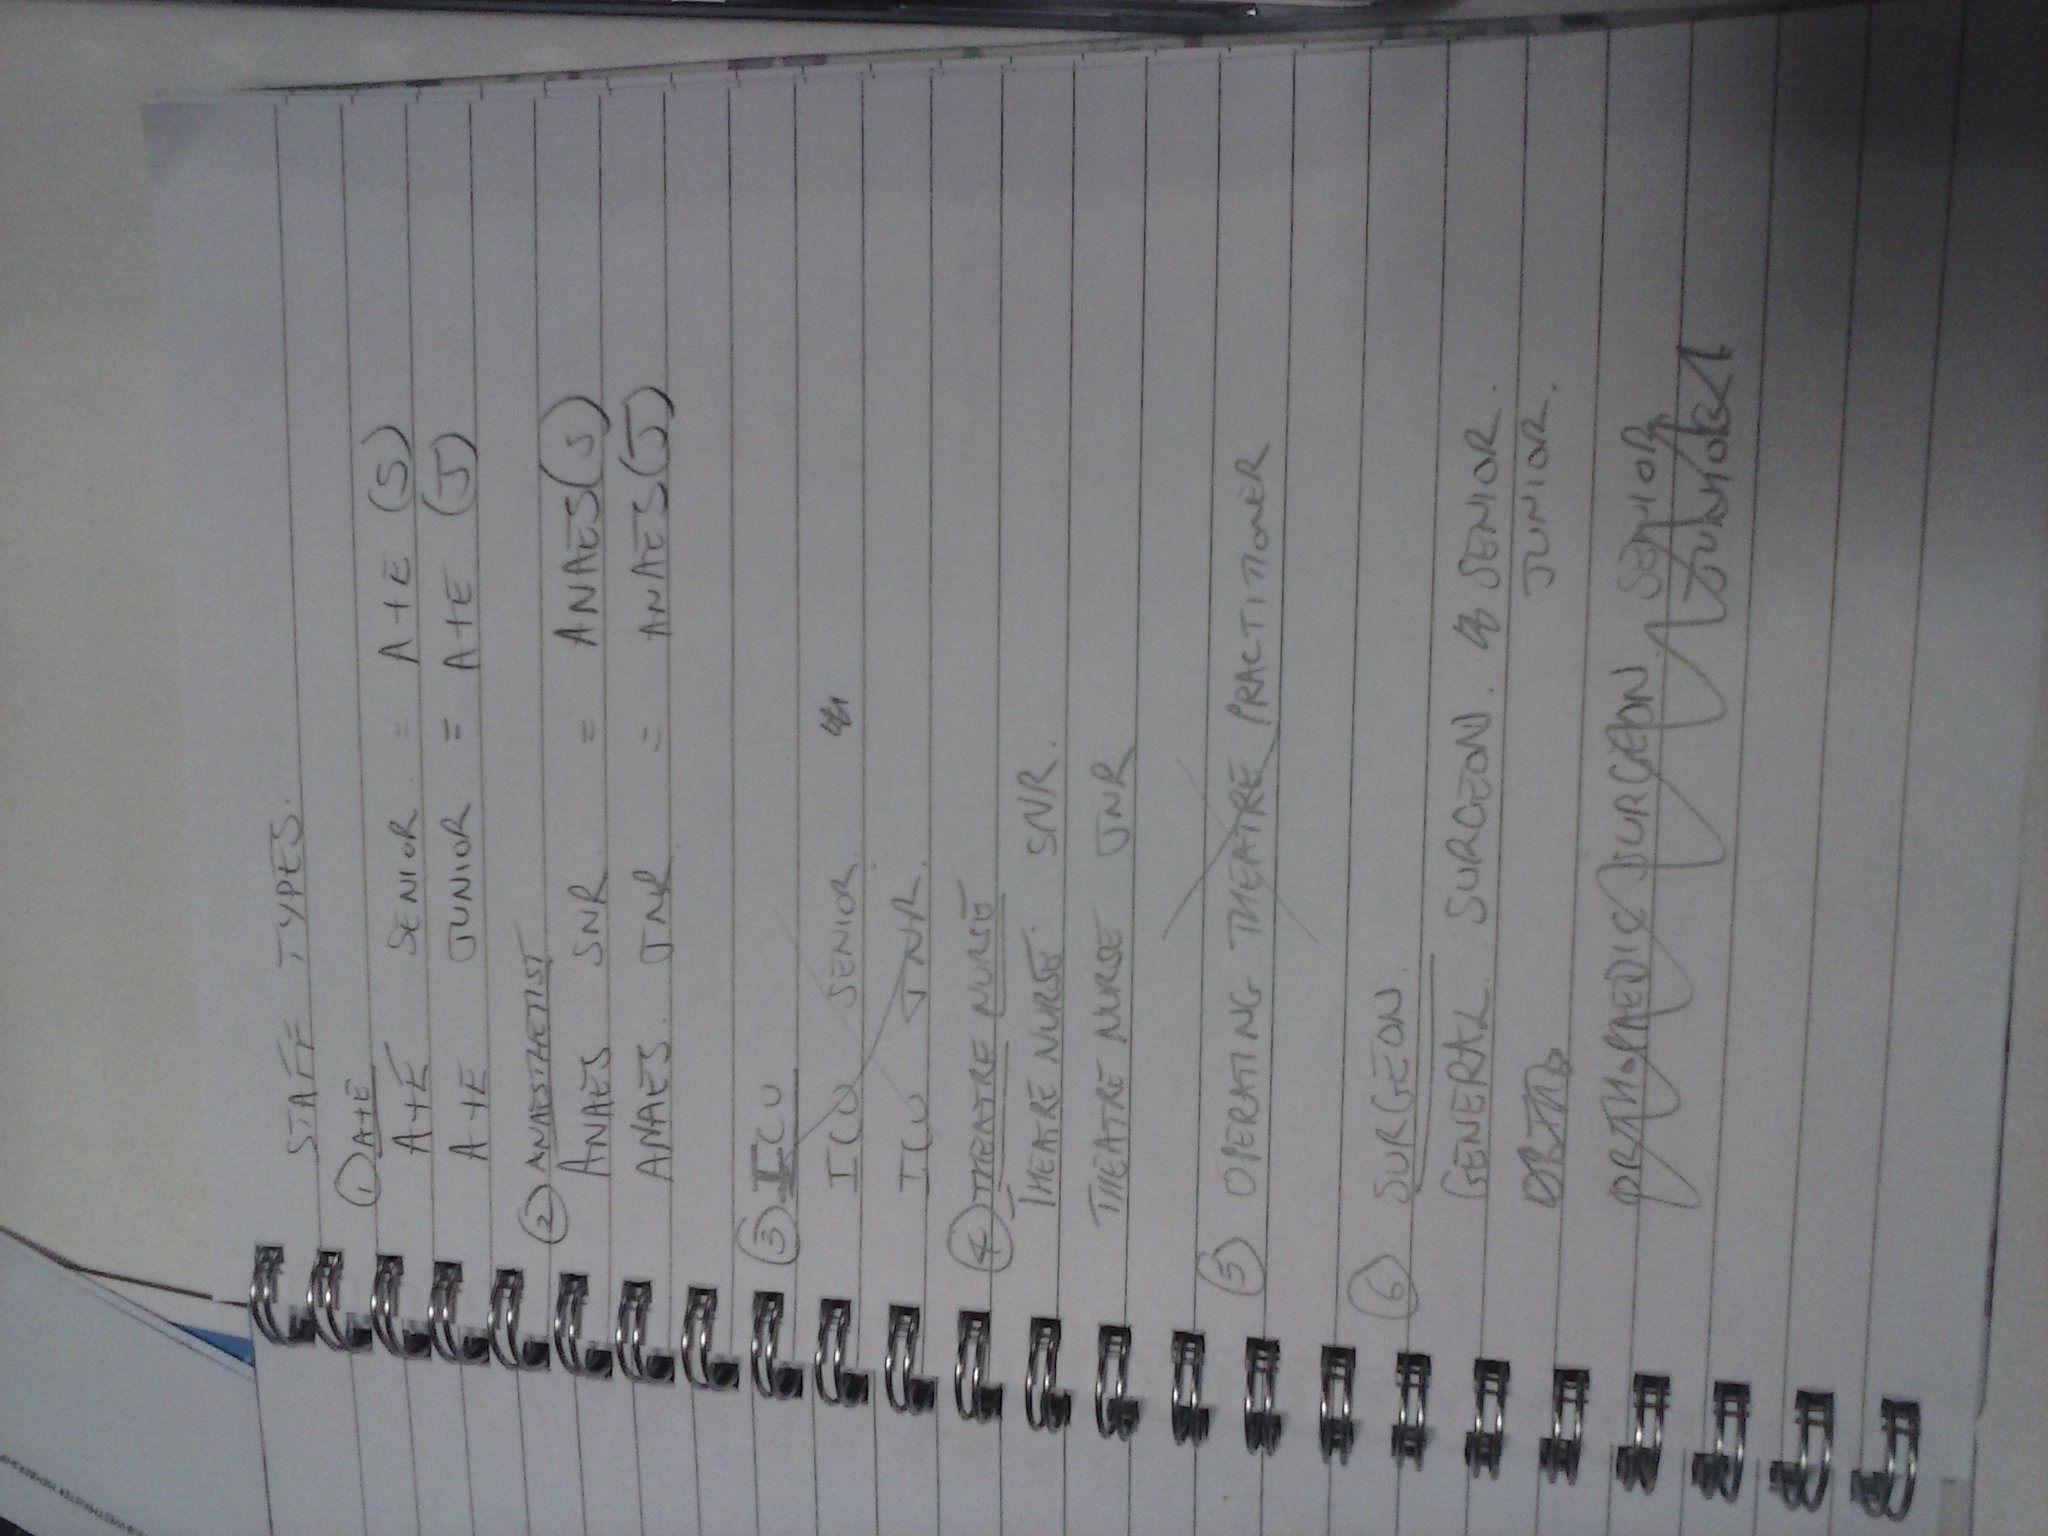 STAFF TYPES.
① A+E
A+E SENIOR = A+E (S)
A+E JUNIOR = A+E (J)
② ANAESTHETIST
ANAES SNR = ANAES(S)
ANAES. JNR = ANAES(J)
③ ICU
ICU SENIOR.
ICU JNR.
④ THEATRE NURSE
THEATRE NURSE. SNR.
THEATRE NURSE JNR
⑤ OPERATING THEATRE PRACTITIONER
⑥ SURGEON.
GENERAL SURGEON. SENIOR.
JUNIOR.
ORTHOPAEDIC SURGEON. SENIOR
JUNIOR